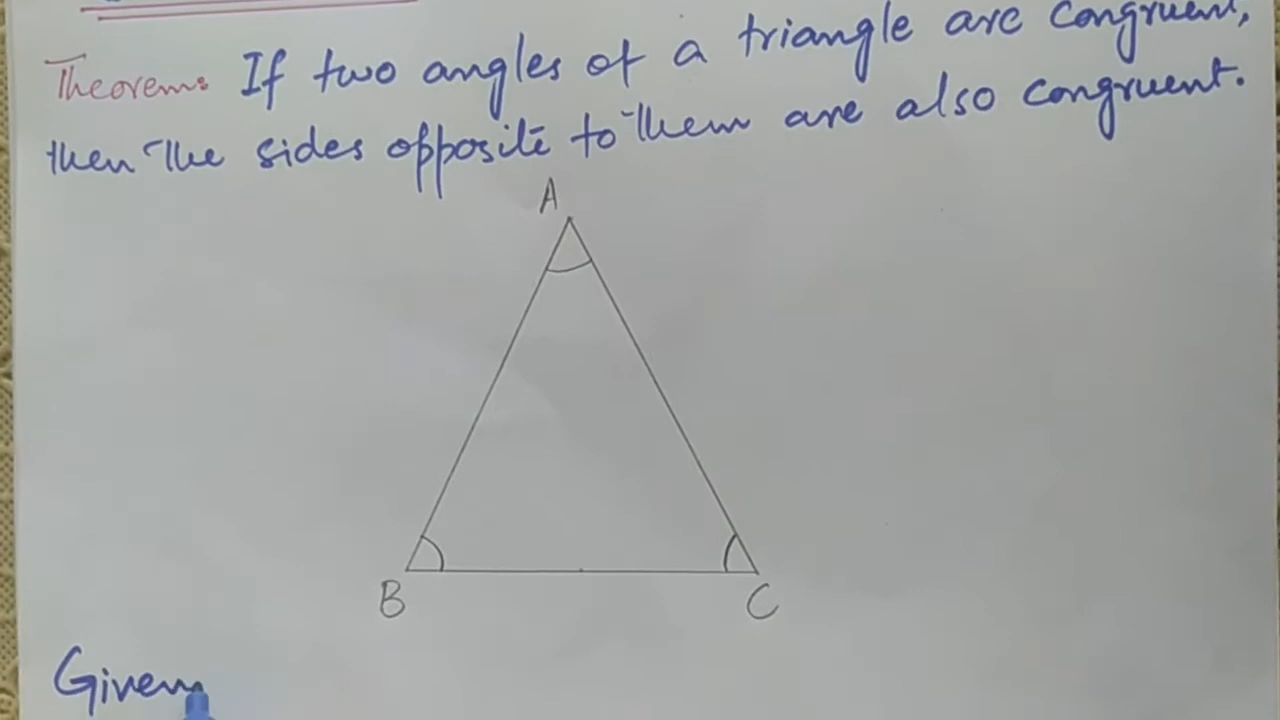 Theorem: If two angles of a triangle are congruent,
then the sides opposite to them are also congruent.
A
B
C
Given